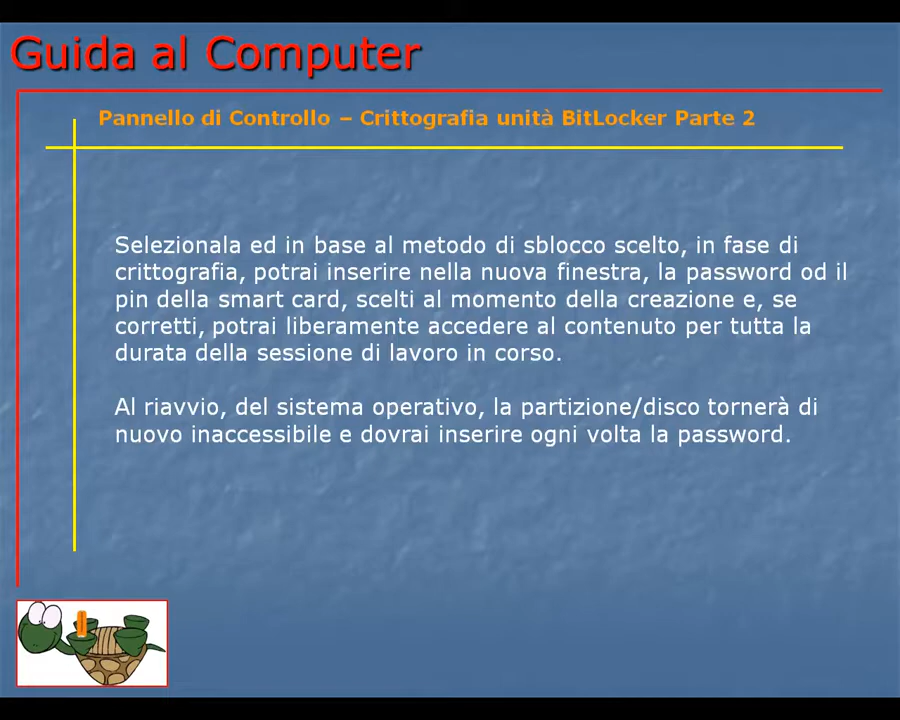 Guida al Computer
Pannello di Controllo – Crittografia unità BitLocker Parte 2
Selezionala ed in base al metodo di sblocco scelto, in fase di
crittografia, potrai inserire nella nuova finestra, la password od il
pin della smart card, scelti al momento della creazione e, se
corretti, potrai liberamente accedere al contenuto per tutta la
durata della sessione di lavoro in corso.
Al riavvio, del sistema operativo, la partizione/disco tornerà di
nuovo inaccessibile e dovrai inserire ogni volta la password.